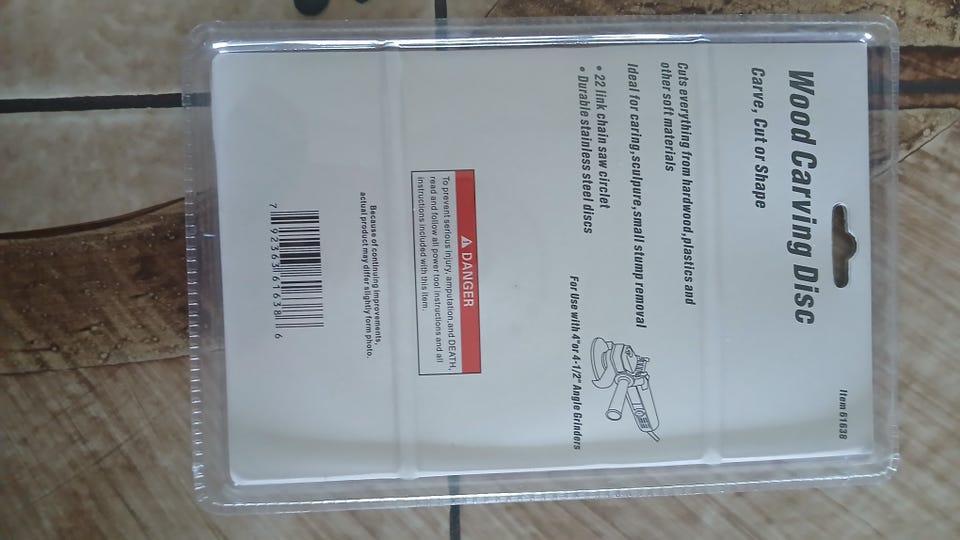 Item 61638
Wood Carving Disc
Carve, Cut or Shape
Cuts everything from hardwood,plastics and
other soft materials
Ideal for caring,sculpure,small stump removal
• 22 link chain saw circlet
• Durable stainless steel discs
For Use with 4"or 4-1/2" Angle Grinders
DANGER
To prevent serious injury, amputation,and DEATH,
read and follow all power tool instructions and all
instructions included with this item.
Because of continuing improvements,
actual product may differ slightly form photo.
7 92363 61638 6